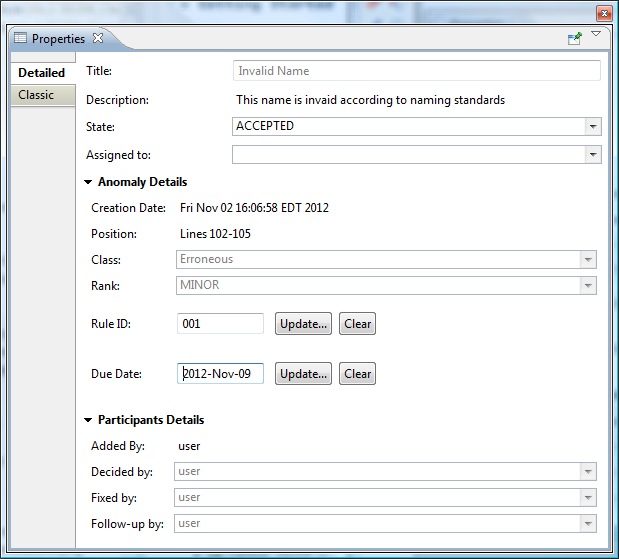 Getting Started
Properties
Detailed
Classic
Title: Invalid Name
Description: This name is invaid according to naming standards
State: ACCEPTED
Assigned to:
Anomaly Details
Creation Date: Fri Nov 02 16:06:58 EDT 2012
Position: Lines 102-105
Class: Erroneous
Rank: MINOR
Rule ID: 001 Update... Clear
Due Date: 2012-Nov-09 Update... Clear
Participants Details
Added By: user
Decided by: user
Fixed by: user
Follow-up by: user